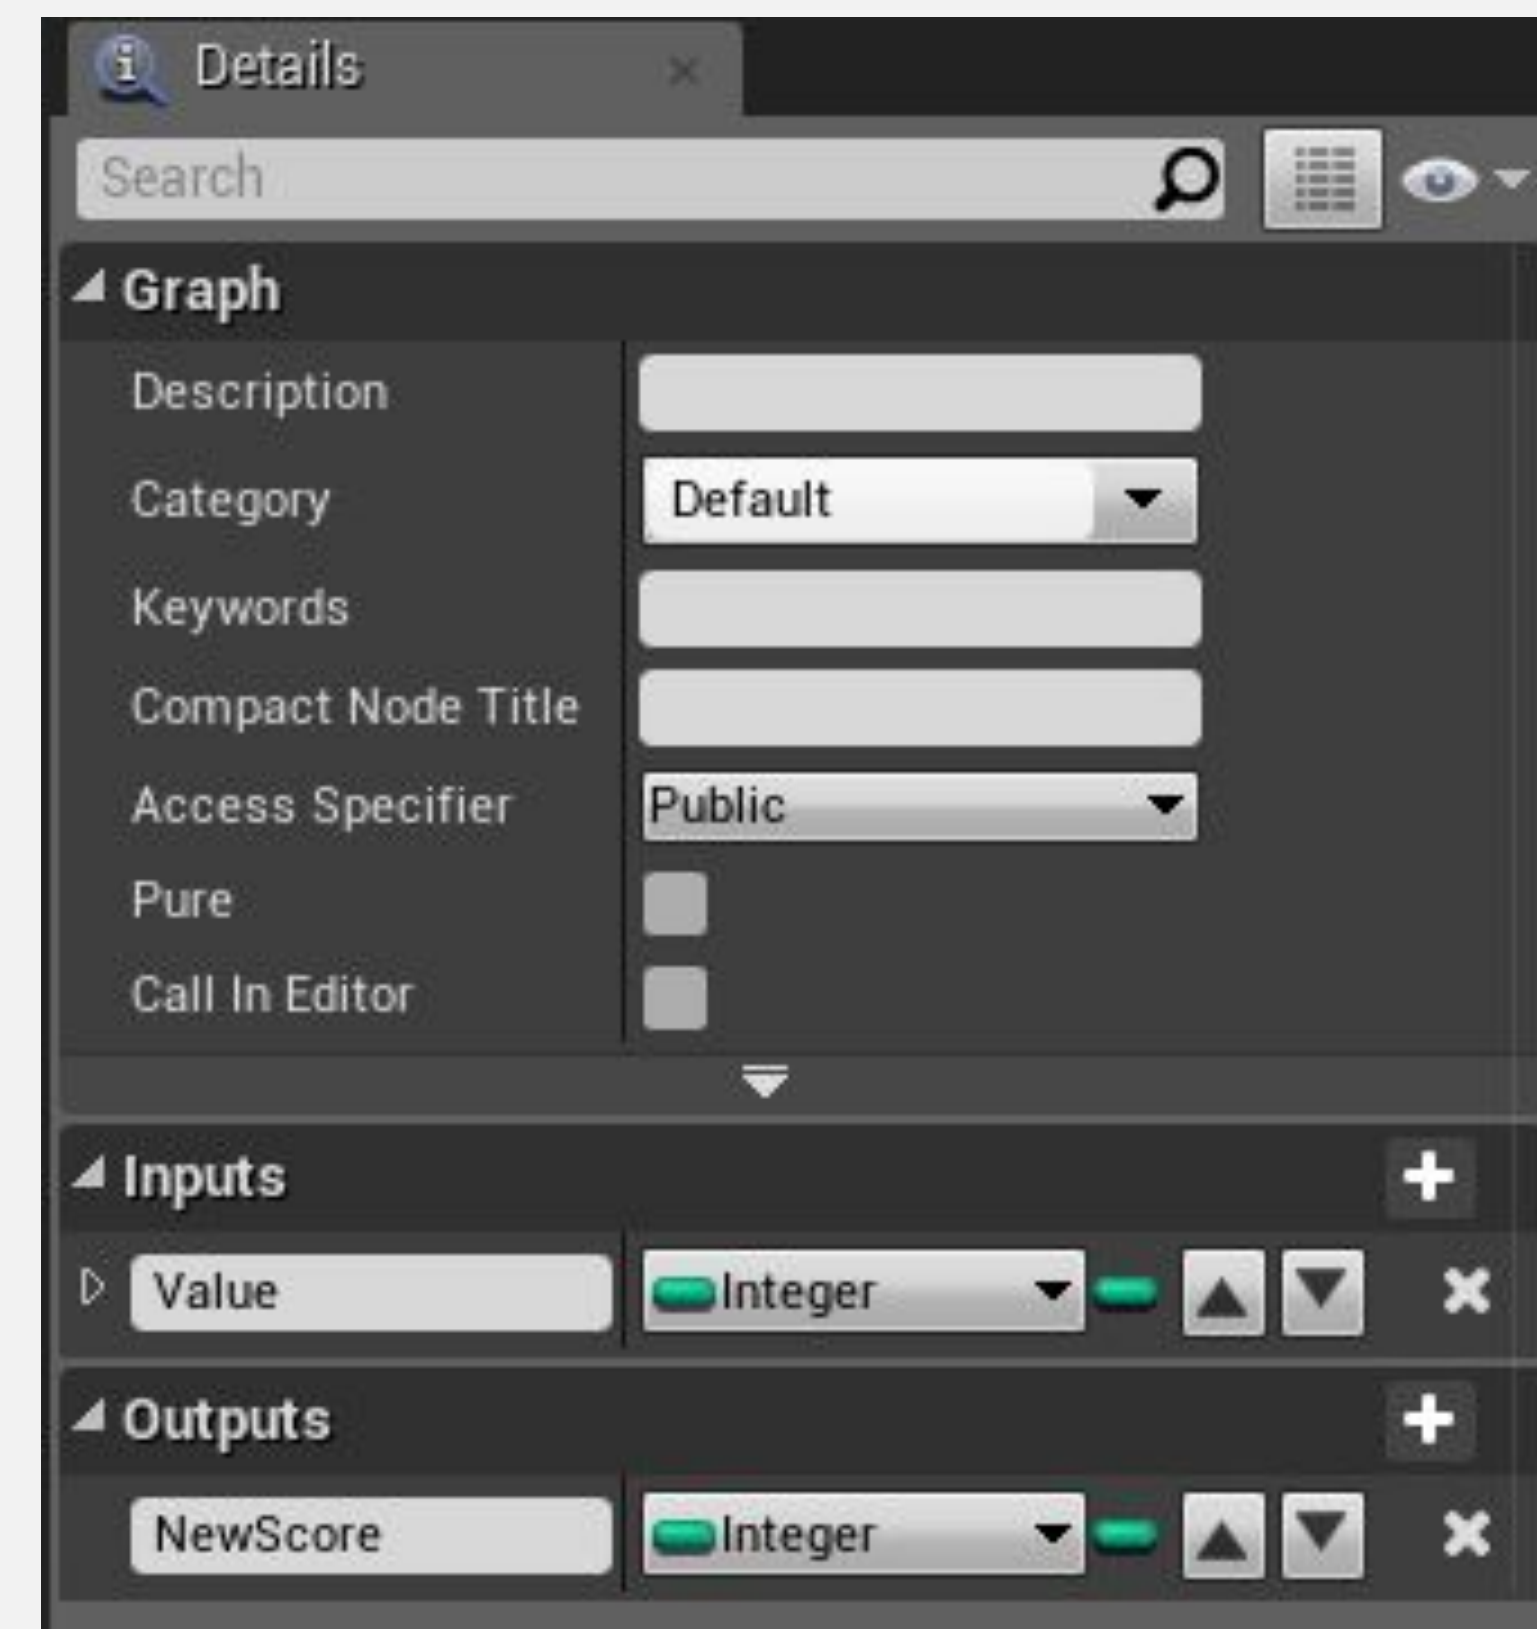 Details
Search
Graph
Description
Category Default
Keywords
Compact Node Title
Access Specifier Public
Pure
Call In Editor
Inputs
Value Integer
Outputs
NewScore Integer